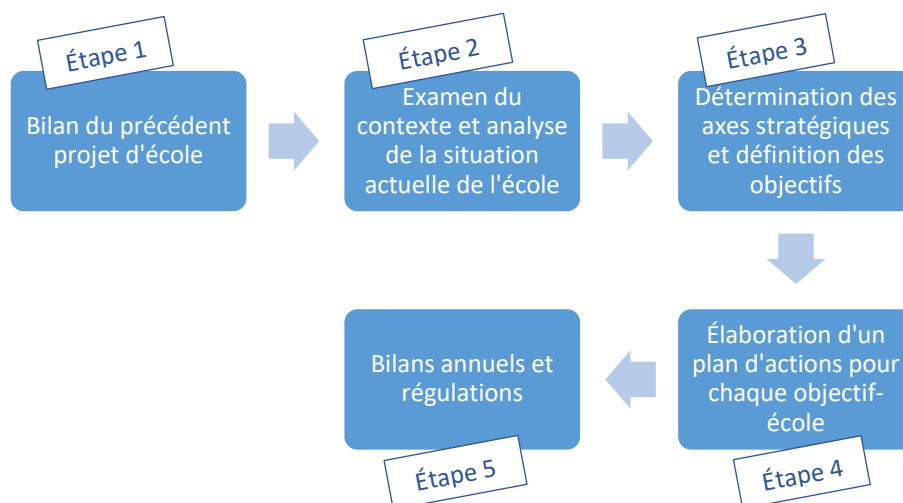 Étape 1
Bilan du précédent
projet d'école
Étape 2
Examen du
contexte et analyse
de la situation
actuelle de l'école
Étape 3
Détermination des
axes stratégiques
et définition des
objectifs
Élaboration d'un
plan d'actions pour
chaque objectif-
école
Étape 4
Bilans annuels et
régulations
Étape 5